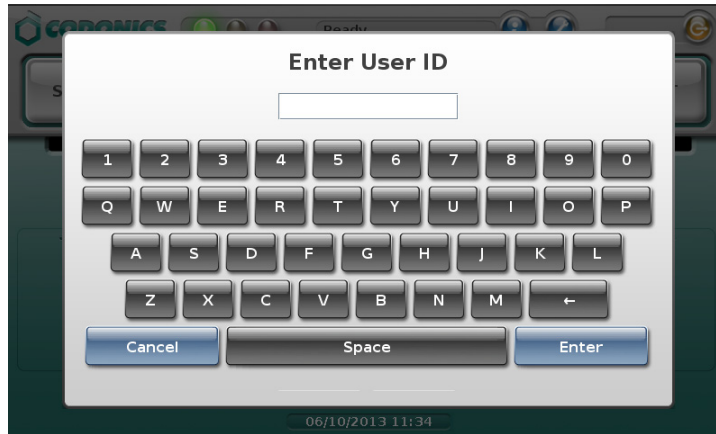 CODONICS Ready
Enter User ID
1 2 3 4 5 6 7 8 9 0
Q W E R T Y U I O P
A S D F G H J K L
Z X C V B N M ←
Cancel Space Enter
06/10/2013 11:34